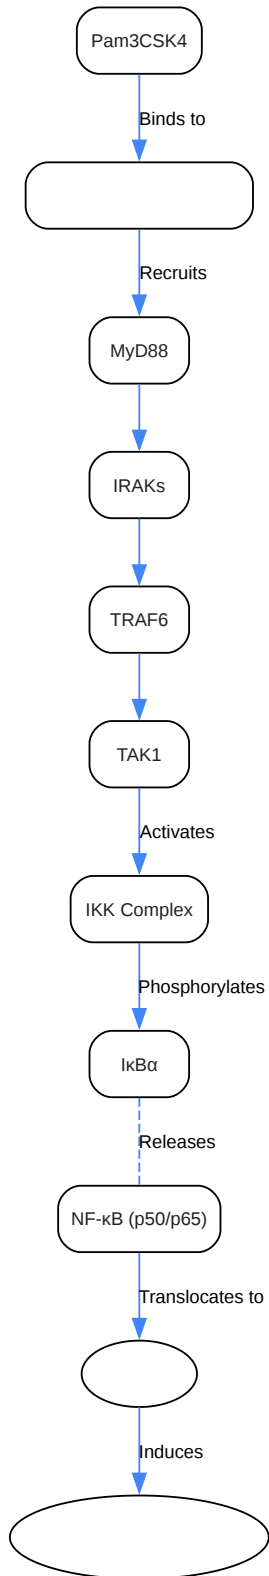 Pam3CSK4
Binds to
Recruits
MyD88
IRAKs
TRAF6
TAK1
Activates
IKK Complex
Phosphorylates
IκBα
Releases
NF-κB (p50/p65)
Translocates to
Induces